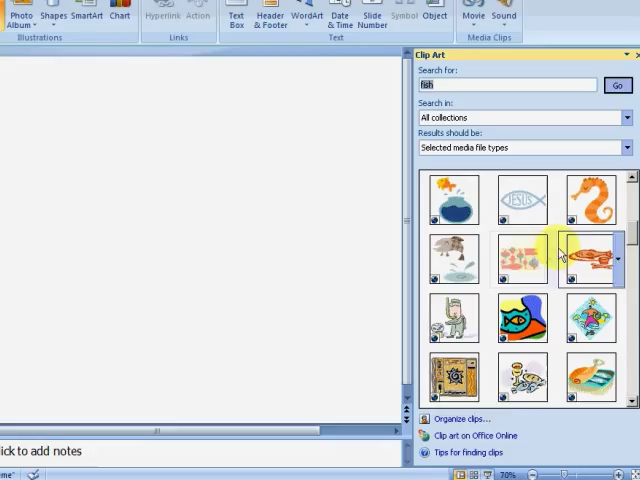 Photo Shapes SmartArt Chart Hyperlink Action Text Header WordArt Date Slide Symbol Object Movie Sound
Album Box & Footer & Time Number
Illustrations Links Text Media Clips
Clip Art
Search for:
fish Go
Search in:
All collections
Results should be:
Selected media file types
JESUS
Organize clips...
Clip art on Office Online
Tips for finding clips
lick to add notes
me"
70%